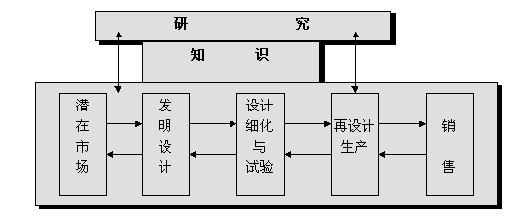 研 究
知 识
潜在市场
发明设计
设计细化与试验
再设计生产
销售